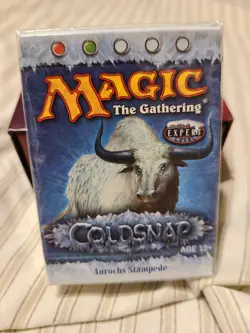 MAGIC
The Gathering®
EXPERT
LEVEL
COLDSNAP
AGE 13+
Aurochs Stampede